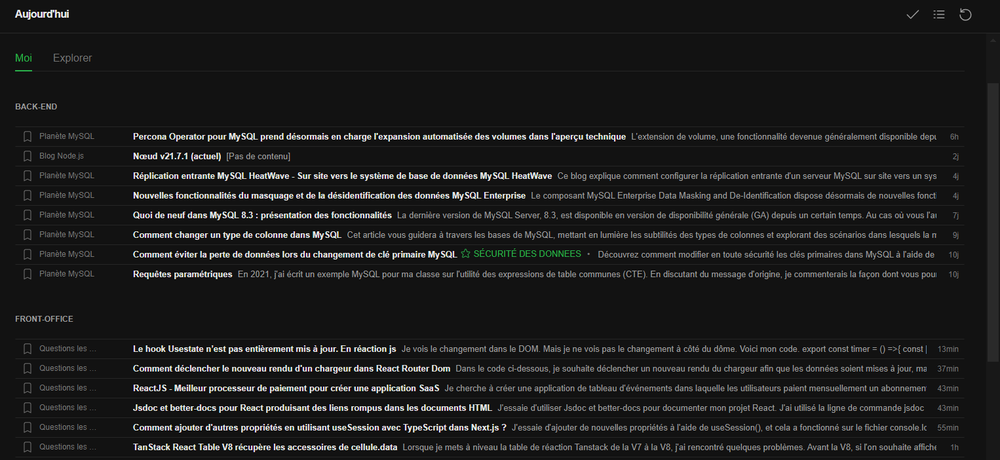 Aujourd'hui
Moi Explorer
BACK-END
Planète MySQL Percona Operator pour MySQL prend désormais en charge l'expansion automatisée des volumes dans l'aperçu technique L'extension de volume, une fonctionnalité devenue généralement disponible depu 6h
Blog Node.js Nœud v21.7.1 (actuel) [Pas de contenu] 2j
Planète MySQL Réplication entrante MySQL HeatWave - Sur site vers le système de base de données MySQL HeatWave Ce blog explique comment configurer la réplication entrante d'un serveur MySQL sur site vers un sys 4j
Planète MySQL Nouvelles fonctionnalités du masquage et de la désidentification des données MySQL Enterprise Le composant MySQL Enterprise Data Masking and De-Identification dispose désormais de nouvelles foncti 4j
Planète MySQL Quoi de neuf dans MySQL 8.3 : présentation des fonctionnalités La dernière version de MySQL Server, 8.3, est disponible en version de disponibilité générale (GA) depuis un certain temps. Au cas où vous l'au 7j
Planète MySQL Comment changer un type de colonne dans MySQL Cet article vous guidera à travers les bases de MySQL, mettant en lumière les subtilités des types de colonnes et explorant des scénarios dans lesquels la m 9j
Planète MySQL Comment éviter la perte de données lors du changement de clé primaire MySQL SÉCURITÉ DES DONNEES • Découvrez comment modifier en toute sécurité les clés primaires dans MySQL à l'aide de 10j
Planète MySQL Requêtes paramétriques En 2021, j'ai écrit un exemple MySQL pour ma classe sur l'utilité des expressions de table communes (CTE). En discutant du message d'origine, je commenterais la façon dont vous pour 10j
FRONT-OFFICE
Questions les ... Le hook Usestate n'est pas entièrement mis à jour. En réaction js Je vois le changement dans le DOM. Mais je ne vois pas le changement à côté du dôme. Voici mon code. export const timer = () =>{ const [ 13min
Questions les ... Comment déclencher le nouveau rendu d'un chargeur dans React Router Dom Dans le code ci-dessous, je souhaite déclencher un nouveau rendu du chargeur afin que les données soient mises à jour, ma 37min
Questions les ... ReactJS - Meilleur processeur de paiement pour créer une application SaaS Je cherche à créer une application de tableau d'événements dans laquelle les utilisateurs paient mensuellement un abonnemen 43min
Questions les ... Jsdoc et better-docs pour React produisant des liens rompus dans les documents HTML J'essaie d'utiliser Jsdoc et better-docs pour documenter mon projet React. J'ai utilisé la ligne de commande jsdoc 43min
Questions les ... Comment ajouter d'autres propriétés en utilisant useSession avec TypeScript dans Next.js ? J'essaie d'ajouter de nouvelles propriétés à l'aide de useSession(), et cela a fonctionné sur le fichier console.lo 55min
Questions les ... TanStack React Table V8 récupère les accessoires de cellule.data Lorsque je mets à niveau la table de réaction Tanstack de la V7 à la V8, j'ai rencontré quelques problèmes. Avant la V8, si l'on souhaite affiche 1h